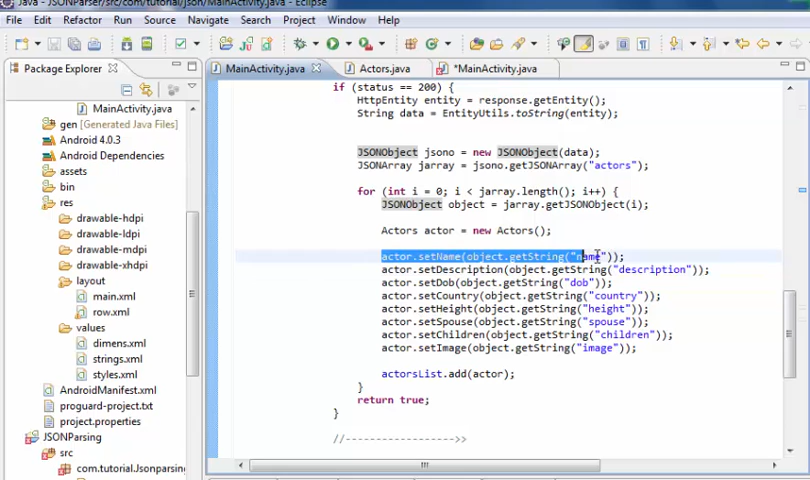 Java - JSONParser/src/com/tutorial/json/MainActivity.java - Eclipse
File Edit Refactor Run Source Navigate Search Project Window Help
Package Explorer
MainActivity.java
Actors.java
*MainActivity.java
MainActivity.java
gen [Generated Java Files]
Android 4.0.3
Android Dependencies
assets
bin
res
drawable-hdpi
drawable-ldpi
drawable-mdpi
drawable-xhdpi
layout
main.xml
row.xml
values
dimens.xml
strings.xml
styles.xml
AndroidManifest.xml
proguard-project.txt
project.properties
JSONParsing
src
com.tutorial.Jsonparsing
if (status == 200) {
HttpEntity entity = response.getEntity();
String data = EntityUtils.toString(entity);
JSONObject jsono = new JSONObject(data);
JSONArray jarray = jsono.getJSONArray("actors");
for (int i = 0; i < jarray.length(); i++) {
JSONObject object = jarray.getJSONObject(i);
Actors actor = new Actors();
actor.setName(object.getString("name"));
actor.setDescription(object.getString("description"));
actor.setDob(object.getString("dob"));
actor.setCountry(object.getString("country"));
actor.setHeight(object.getString("height"));
actor.setSpouse(object.getString("spouse"));
actor.setChildren(object.getString("children"));
actor.setImage(object.getString("image"));
actorsList.add(actor);
}
return true;
}
//------------------>>